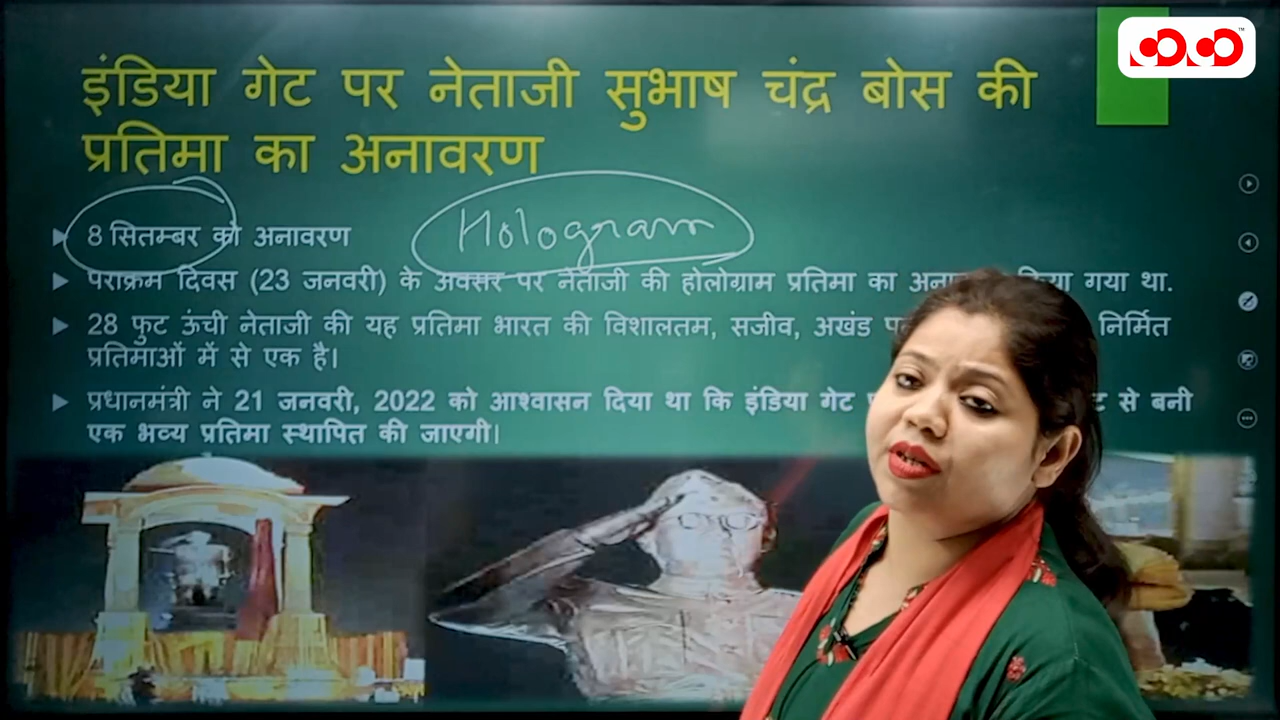 इंडिया गेट पर नेताजी सुभाष चंद्र बोस की
प्रतिमा का अनावरण
8 सितम्बर को अनावरण
Hologram
पराक्रम दिवस (23 जनवरी) के अवसर पर नेताजी की होलोग्राम प्रतिमा का गया था.
28 फुट ऊंची नेताजी की यह प्रतिमा भारत की विशालतम, सजीव, अखंड निर्मित
प्रतिमाओं में से एक है।
प्रधानमंत्री ने 21 जनवरी, 2022 को आश्वासन दिया था कि इंडिया गेट से बनी
एक भव्य प्रतिमा स्थापित की जाएगी।